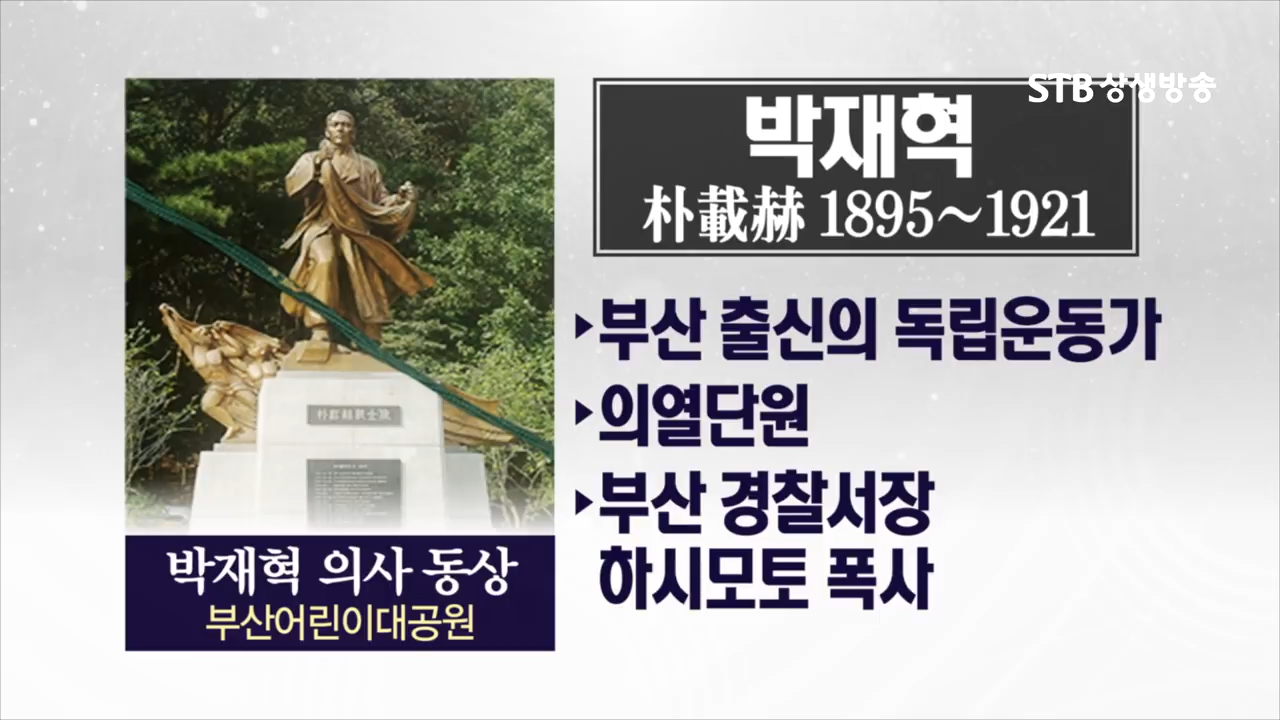 STB 상생방송
박재혁
朴載赫 1895~1921
▸부산 출신의 독립운동가
▸의열단원
▸부산 경찰서장
하시모토 폭사
박재혁 의사 동상
부산어린이대공원